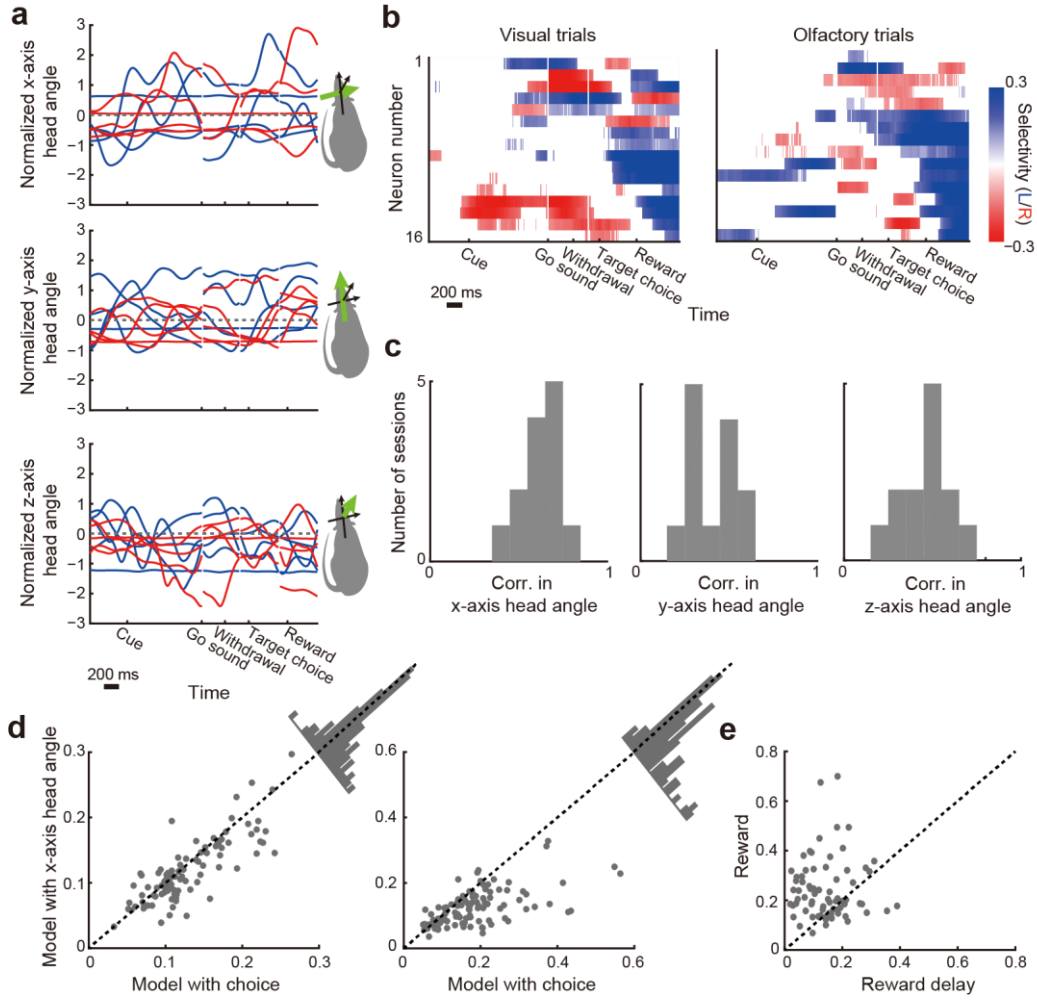 a
Normalized x-axis
head angle
3
2
1
0
−1
−2
−3
Normalized y-axis
head angle
3
2
1
0
−1
−2
−3
Normalized z-axis
head angle
3
2
1
0
−1
−2
−3
Cue
Go sound
Withdrawal
Target choice
Reward
200 ms
Time
b
Visual trials
Olfactory trials
Neuron number
1
16
Cue
Go sound
Withdrawal
Target choice
Reward
Cue
Go sound
Withdrawal
Target choice
Reward
200 ms
Time
0.3
Selectivity (L/R)
−0.3
c
Number of sessions
5
0
0
1
Corr. in
x-axis head angle
0
1
Corr. in
y-axis head angle
0
1
Corr. in
z-axis head angle
d
Model with x-axis head angle
0.3
0.2
0.1
0
0
0.1
0.2
0.3
Model with choice
0.6
0.4
0.2
0
0
0.2
0.4
0.6
Model with choice
e
Reward
0.8
0.6
0.4
0.2
0
0
0.2
0.4
0.6
0.8
Reward delay